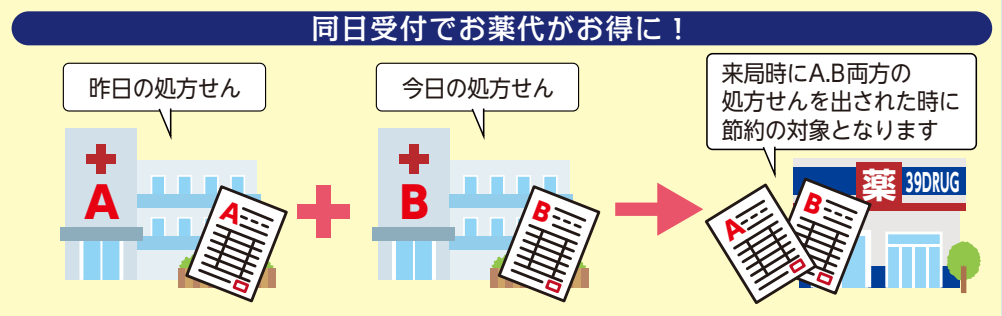 同日受付でお薬代がお得に！
昨日の処方せん
今日の処方せん
来局時にA.B両方の
処方せんを出された時に
節約の対象となります
A
A
B
B
A
B
薬 39DRUG